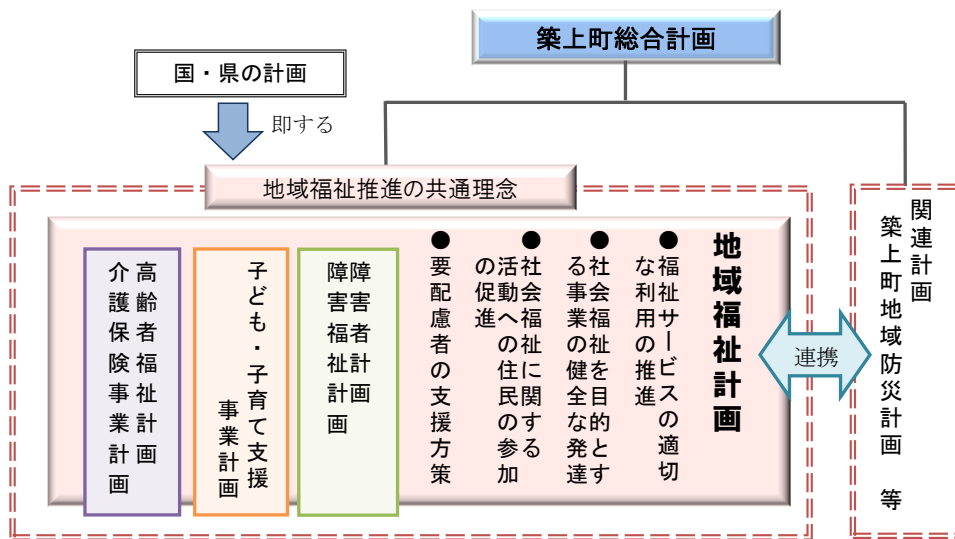 築上町総合計画
国・県の計画
即する
地域福祉推進の共通理念
地域福祉計画
●福祉サービスの適切
な利用の推進
●社会福祉を目的とす
る事業の健全な発達
●社会福祉に関する
活動への住民の参加
の促進
●要配慮者の支援方策
障害者計画
障害福祉計画
子ども・子育て支援
事業計画
高齢者福祉計画
介護保険事業計画
連携
関連計画
築上町地域防災計画 等